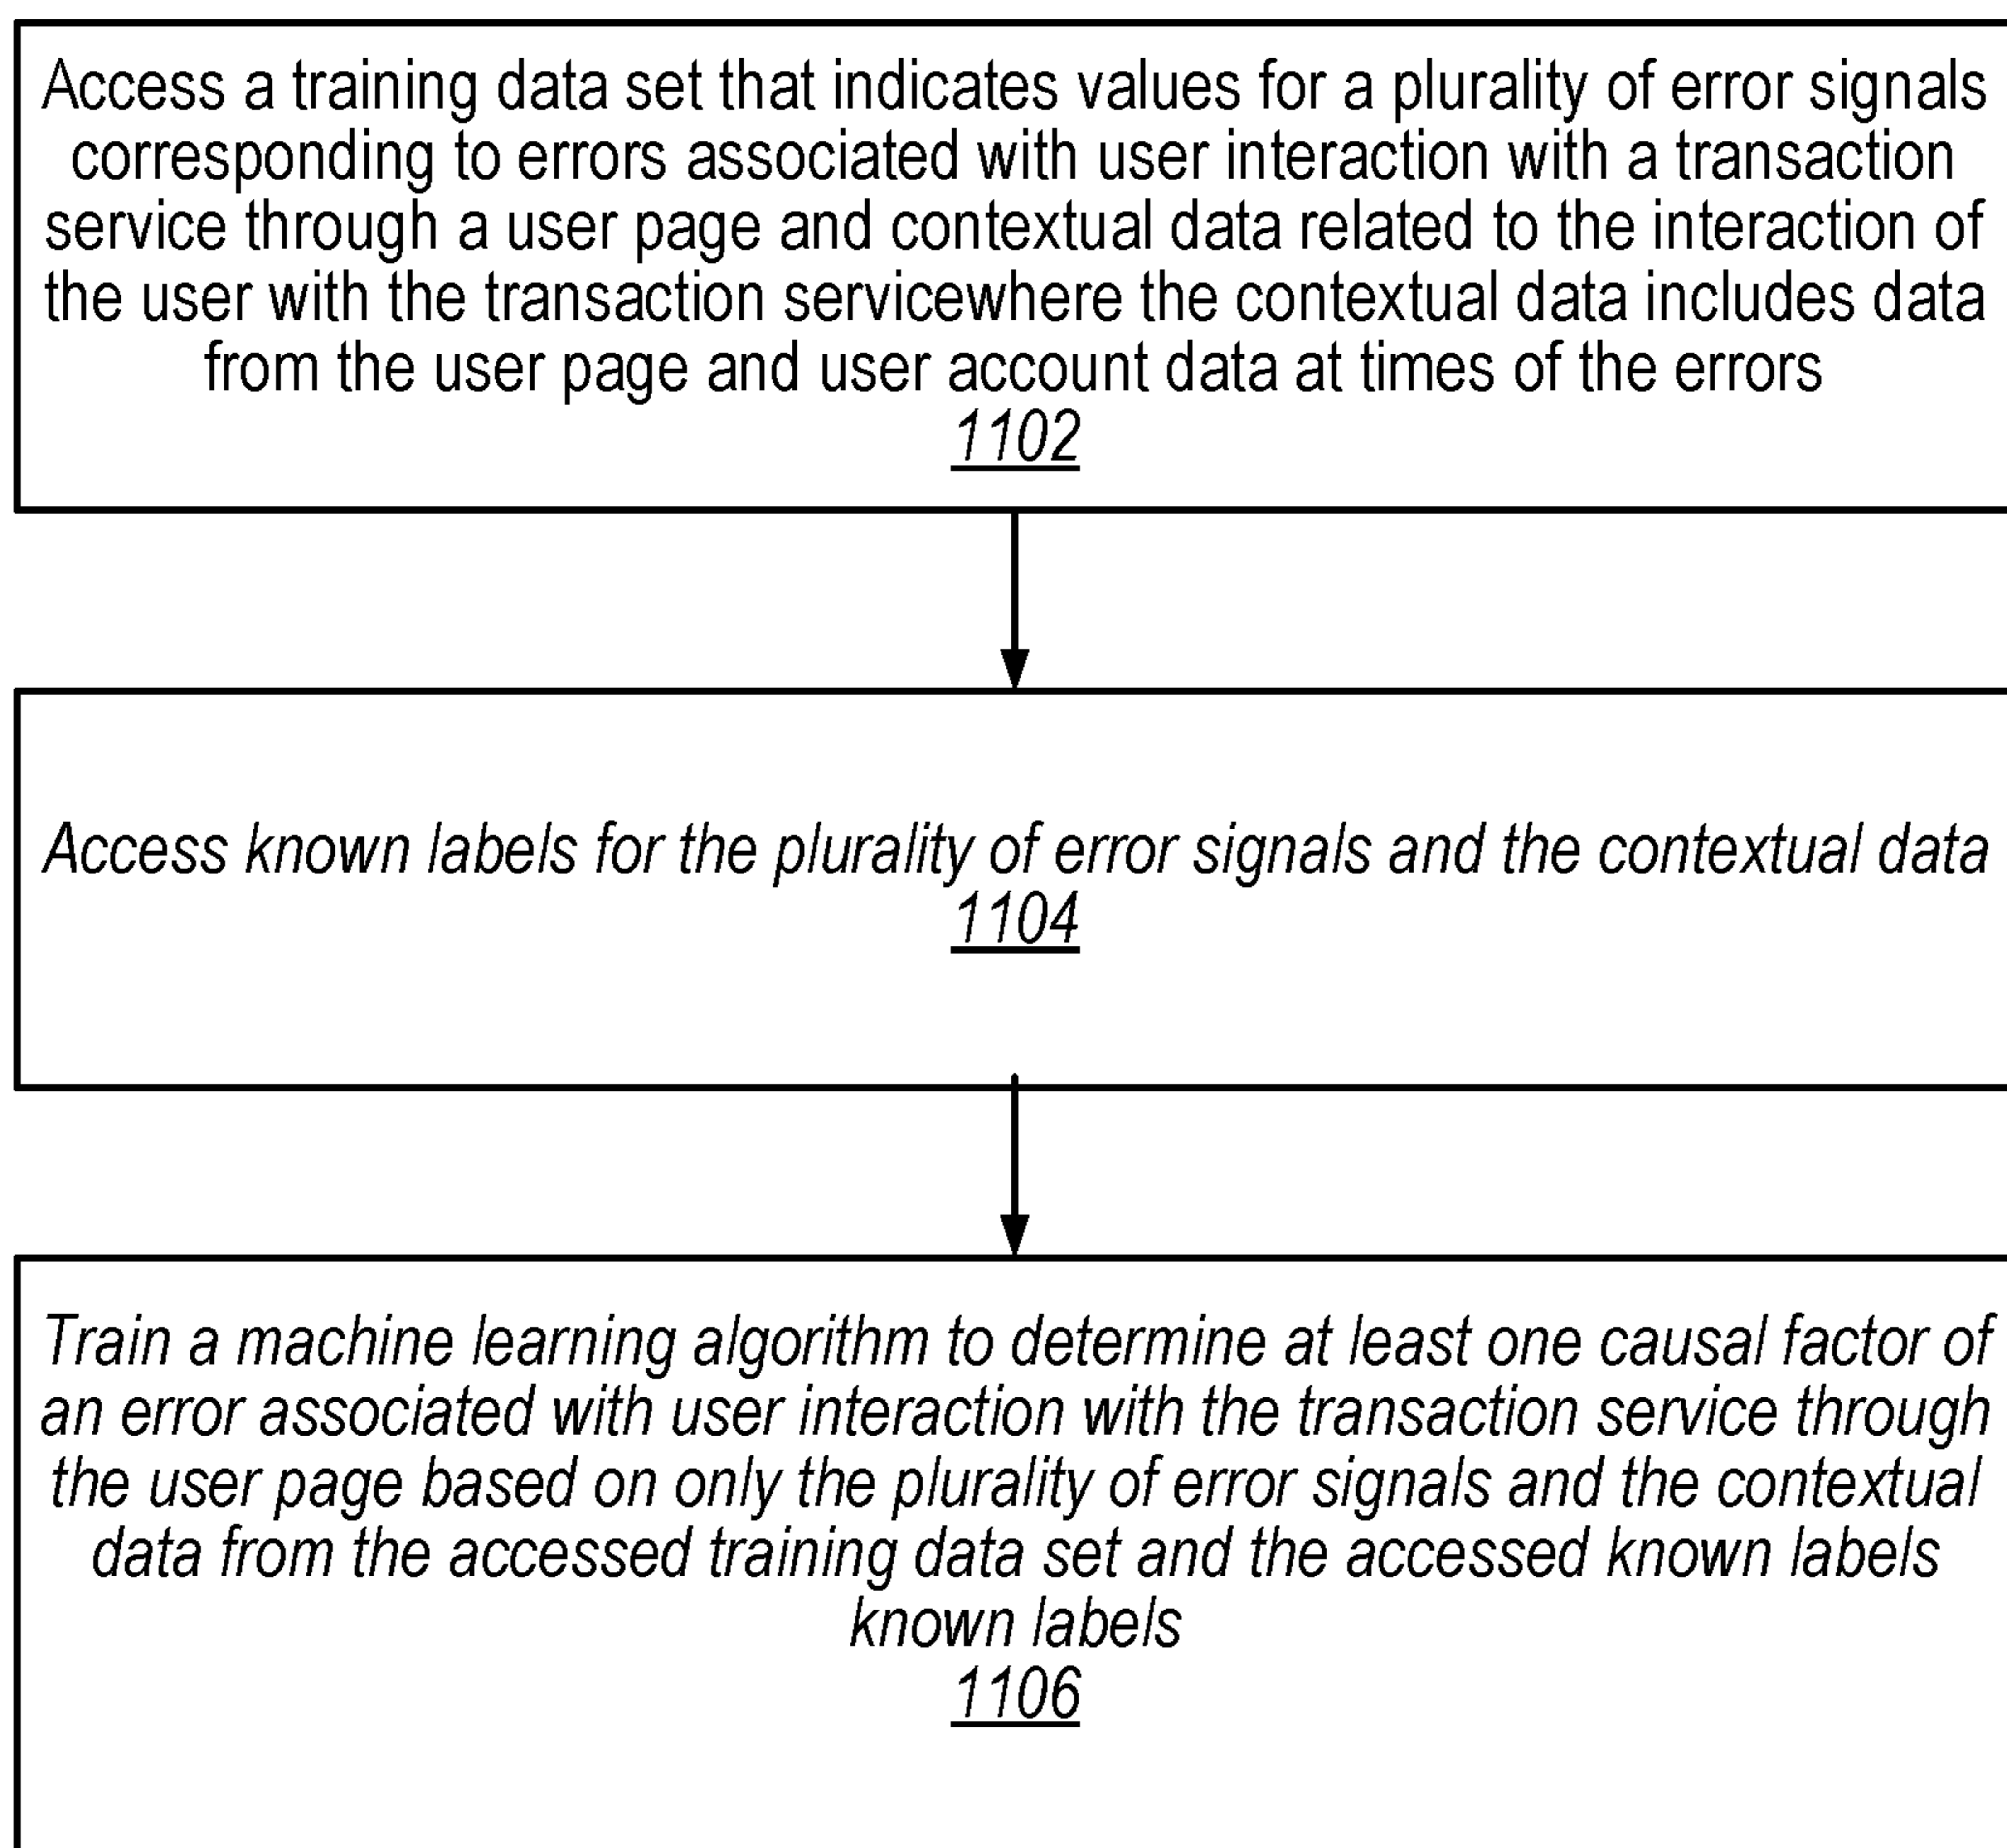 Access a training data set that indicates values for a plurality of error signals
corresponding to errors associated with user interaction with a transaction
service through a user page and contextual data related to the interaction of
the user with the transaction servicewhere the contextual data includes data
from the user page and user account data at times of the errors
1102
Access known labels for the plurality of error signals and the contextual data
1104
Train a machine learning algorithm to determine at least one causal factor of
an error associated with user interaction with the transaction service through
the user page based on only the plurality of error signals and the contextual
data from the accessed training data set and the accessed known labels
known labels
1106